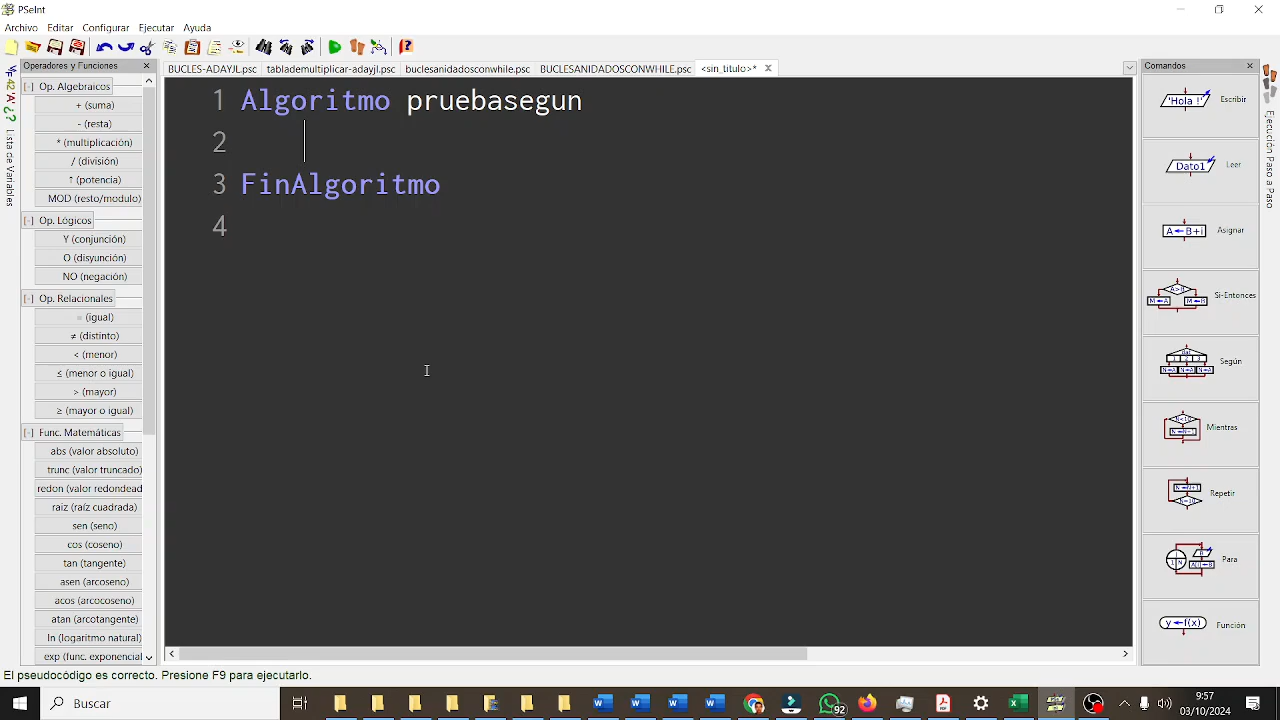 PSeInt
Archivo Editar Configurar Ejecutar Ayuda
Operadores y Funciones
BUCLES-ADAYJL.psc tablademultiplicar-adayjl.psc buclesanidadosconwhile.psc BUCLESANIDADOSCONWHILE.psc <sin_titulo>*
Comandos
Lista de Variables
Op. Algebraicos
+ (suma)
- (resta)
* (multiplicación)
/ (división)
↑ (potencia)
MOD (resto/modulo)
Op. Lógicos
Y (conjunción)
O (disyunción)
NO (negación)
Op. Relacionales
= (igual)
≠ (distinto)
< (menor)
≤ (menor o igual)
> (mayor)
≥ (mayor o igual)
Func. Matemáticas
abs (valor absoluto)
trunc (valor truncado)
redon (valor redondead
raiz (raíz cuadrada)
sen (seno)
cos (coseno)
tan (tangente)
asen (arcoseno)
acos (arcocoseno)
atan (arcotangente)
ln (logaritmo natural)
exp (func. exponencial
1 Algoritmo pruebasegun
2
3 FinAlgoritmo
4
'Hola !' Escribir
Dato1 Leer
A←B+i Asignar
Si-Entonces
Según
Mientras
Repetir
Para
y←f(x) Función
Ejecución Paso a Paso
El pseudocódigo es correcto. Presione F9 para ejecutarlo.
Buscar
92
9:57
03/10/2024